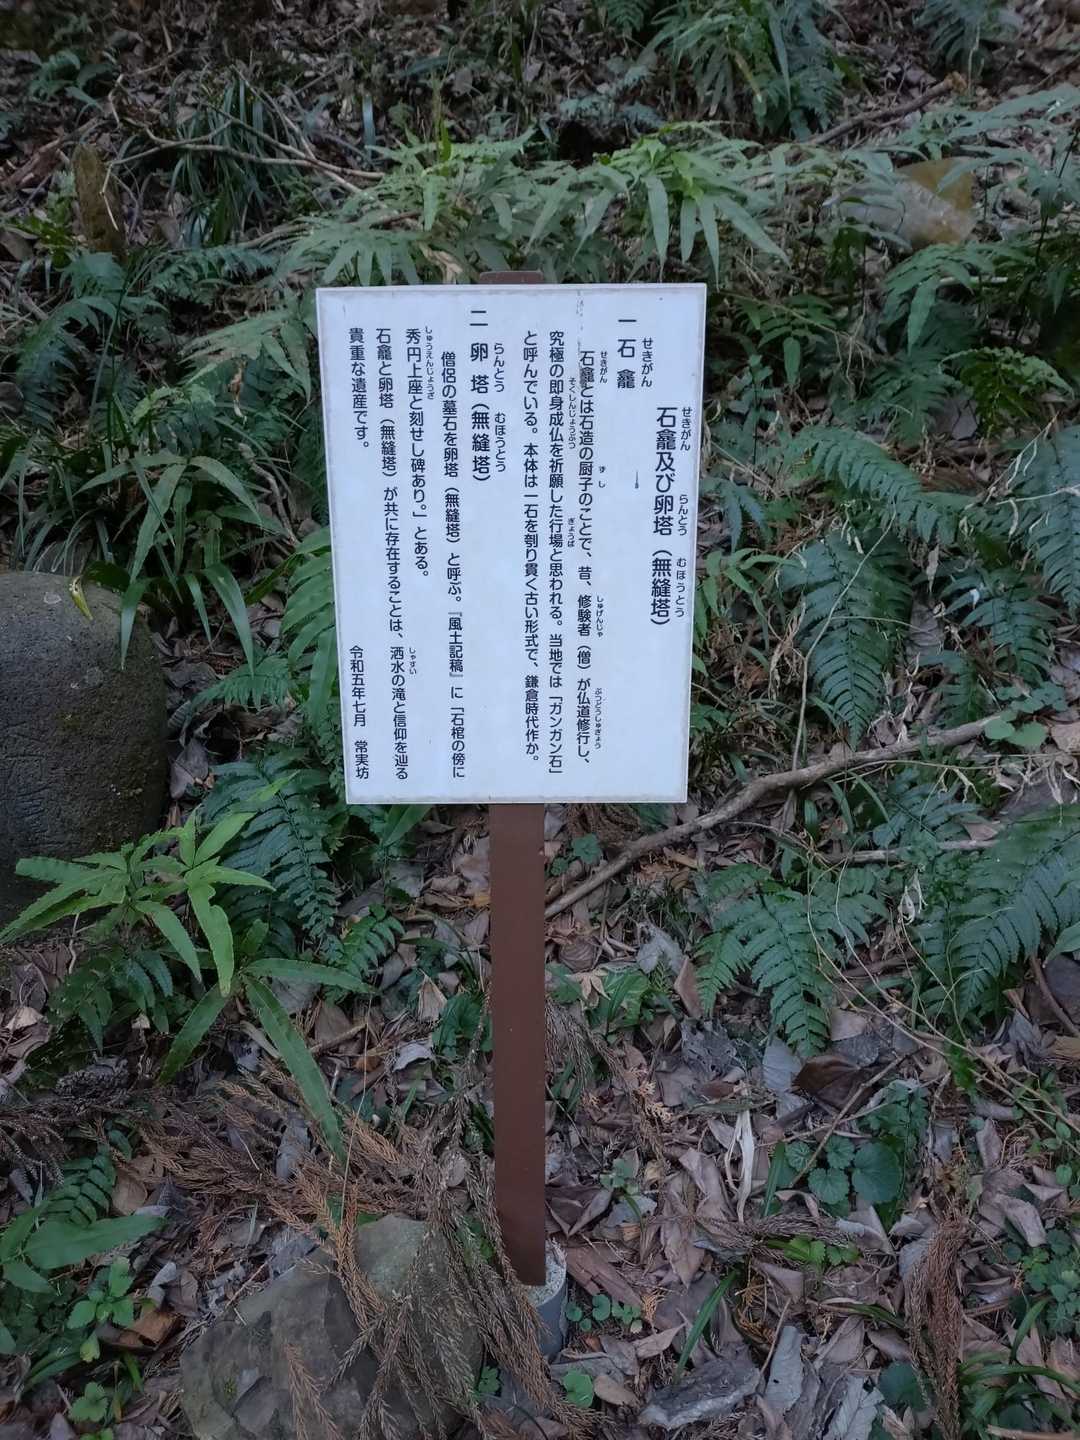 石龕及び卵塔（無縫塔）
一 石龕
石龕とは石造の厨子のことで、昔、修験者（僧）が仏道修行し、
究極の即身成仏を祈願した行場と思われる。当地では「ガンガン石」
と呼んでいる。本体は一石を刳り貫く古い形式で、鎌倉時代作か。
二 卵塔（無縫塔）
僧侶の墓石を卵塔（無縫塔）と呼ぶ。『風土記稿』に「石棺の傍に
秀円上座と刻せし碑あり。」とある。
石龕と卵塔（無縫塔）が共に存在することは、洒水の滝と信仰を辿る
貴重な遺産です。
令和五年七月 常実坊